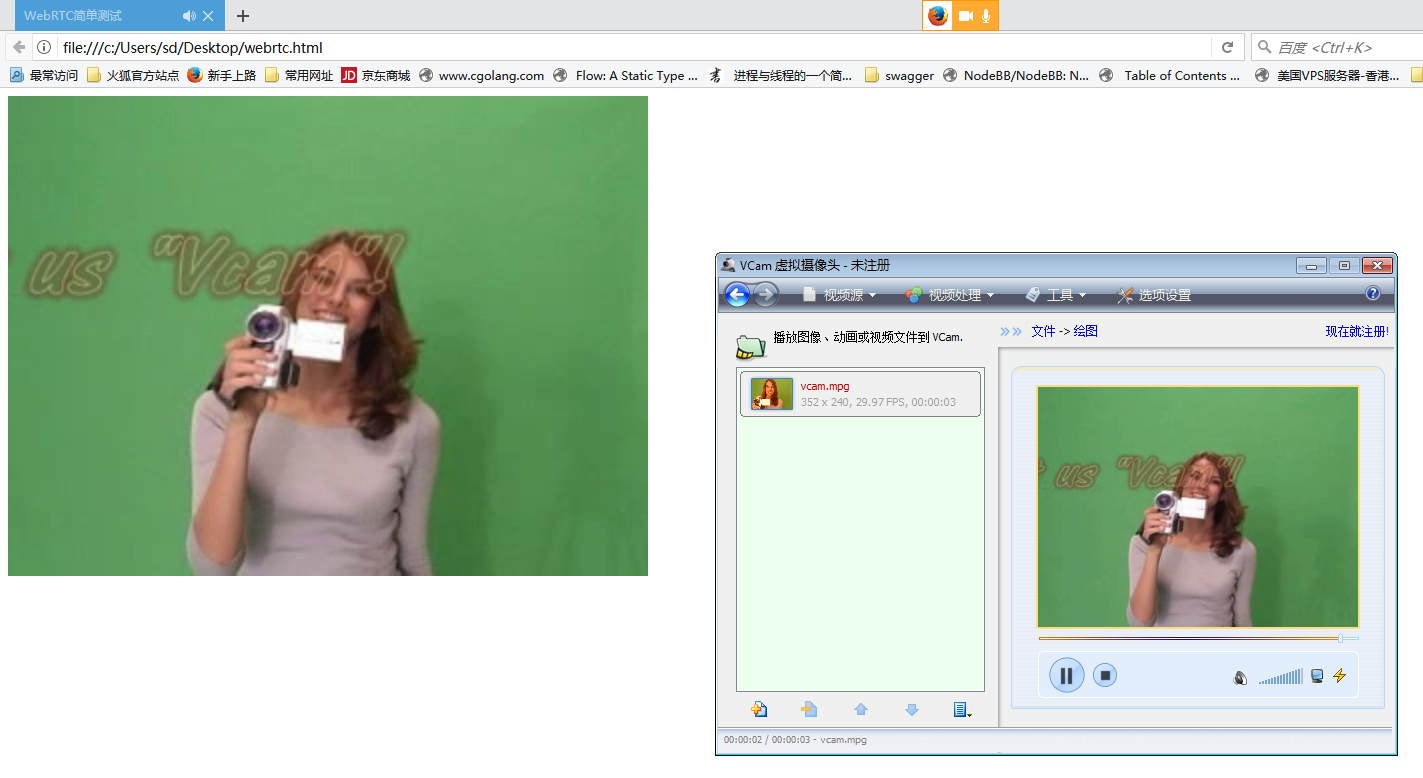 WebRTC简单测试
file:///c:/Users/sd/Desktop/webrtc.html
百度 <Ctrl+K>
最常访问 火狐官方站点 新手上路 常用网址 JD 京东商城 www.cgolang.com Flow: A Static Type ... 进程与线程的一个简... swagger NodeBB/NodeBB: N... Table of Contents ... 美国VPS服务器-香港...
us "Vcam"!
VCam 虚拟摄像头 - 未注册
视频源 视频处理 工具 选项设置
播放图像、动画或视频文件到 VCam.
文件 -> 绘图 现在就注册!
vcam.mpg
352 x 240, 29.97 FPS, 00:00:03
us "Vcam"!
00:00:02 / 00:00:03 - vcam.mpg